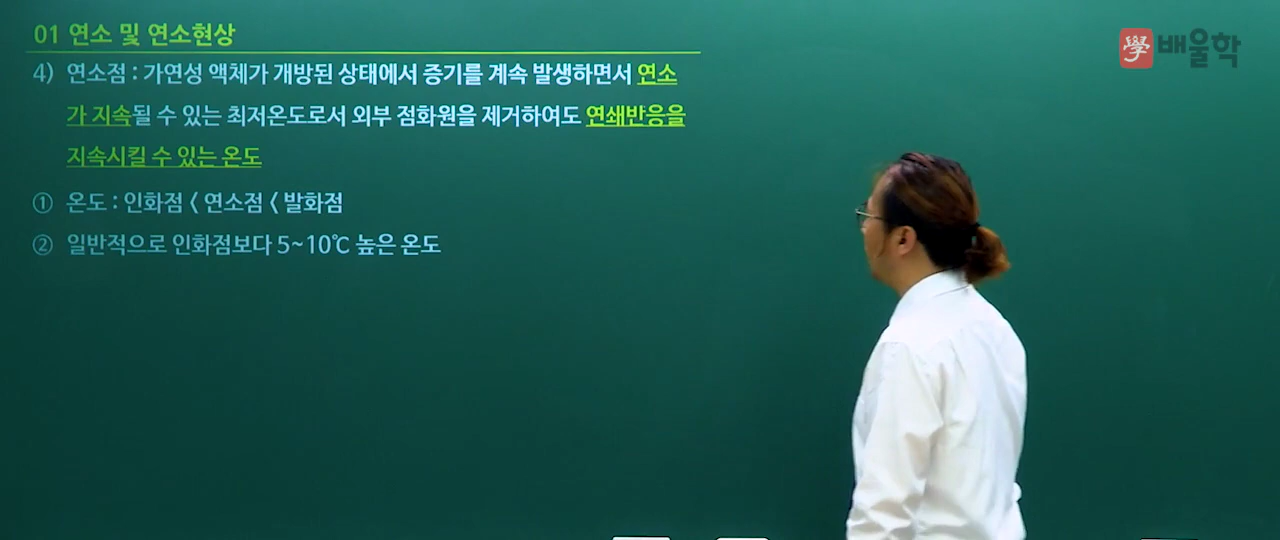 01 연소 및 연소현상
學 배울학
4) 연소점 : 가연성 액체가 개방된 상태에서 증기를 계속 발생하면서 연소
가 지속될 수 있는 최저온도로서 외부 점화원을 제거하여도 연쇄반응을
지속시킬 수 있는 온도
① 온도 : 인화점 < 연소점 < 발화점
② 일반적으로 인화점보다 5~10℃ 높은 온도